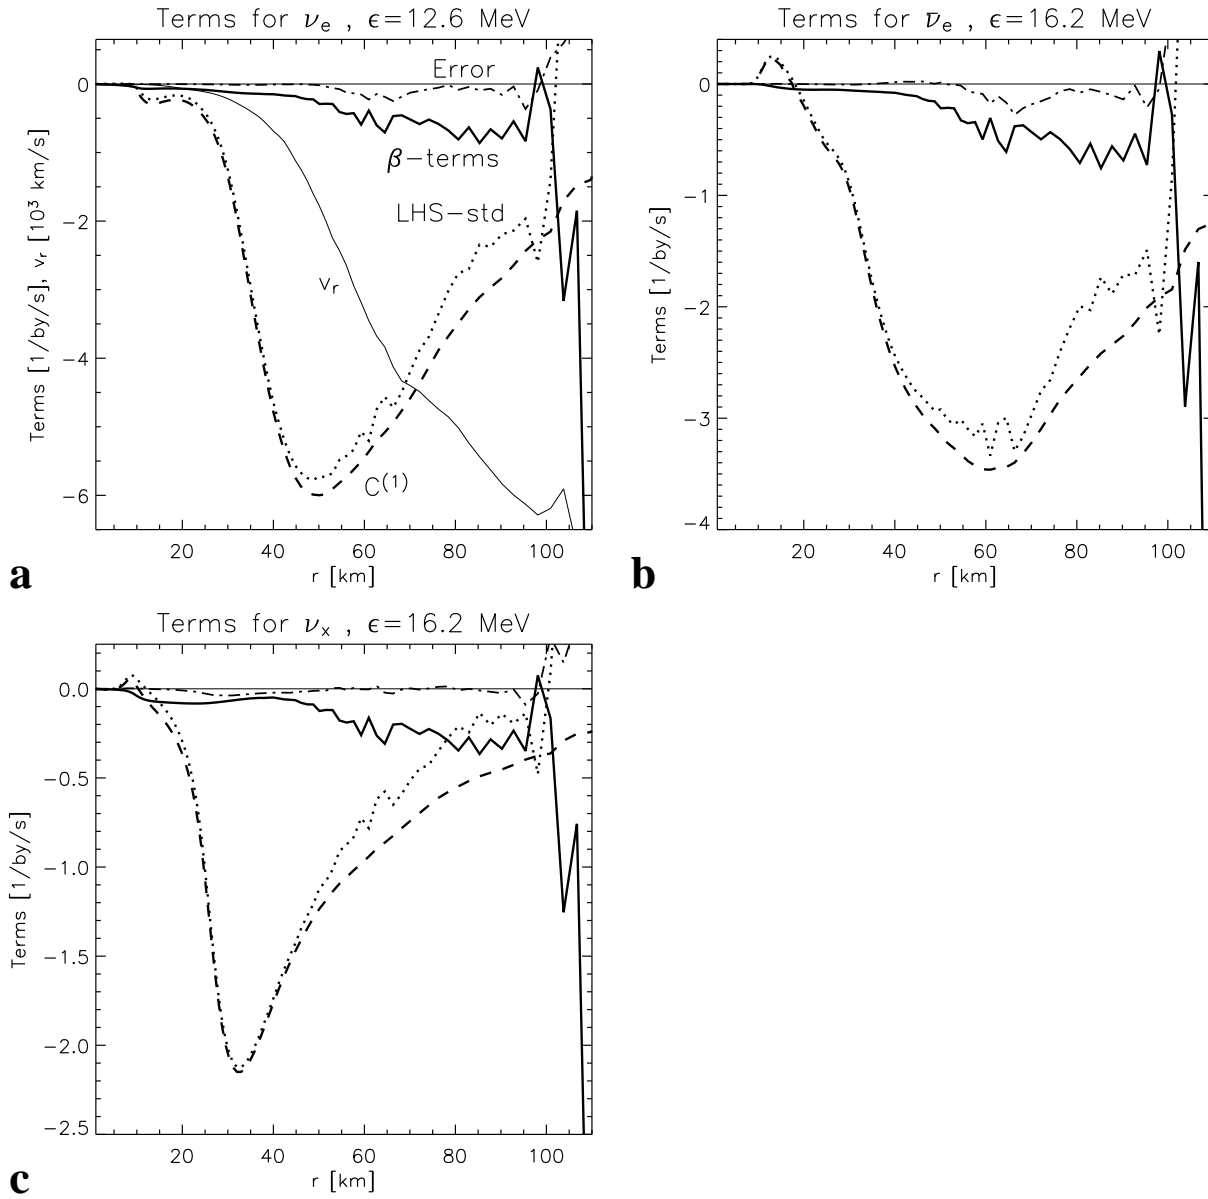 Terms for νₑ , ϵ=12.6 MeV
Terms [1/by/s], vᵣ [10³ km/s]
0
−2
−4
−6
Error
β−terms
LHS−std
vᵣ
C⁽¹⁾
20 40 60 80 100
r [km]
a
Terms for ν̄ₑ , ϵ=16.2 MeV
Terms [1/by/s]
0
−1
−2
−3
−4
20 40 60 80 100
r [km]
b
Terms for νₓ , ϵ=16.2 MeV
Terms [1/by/s]
0.0
−0.5
−1.0
−1.5
−2.0
−2.5
20 40 60 80 100
r [km]
c